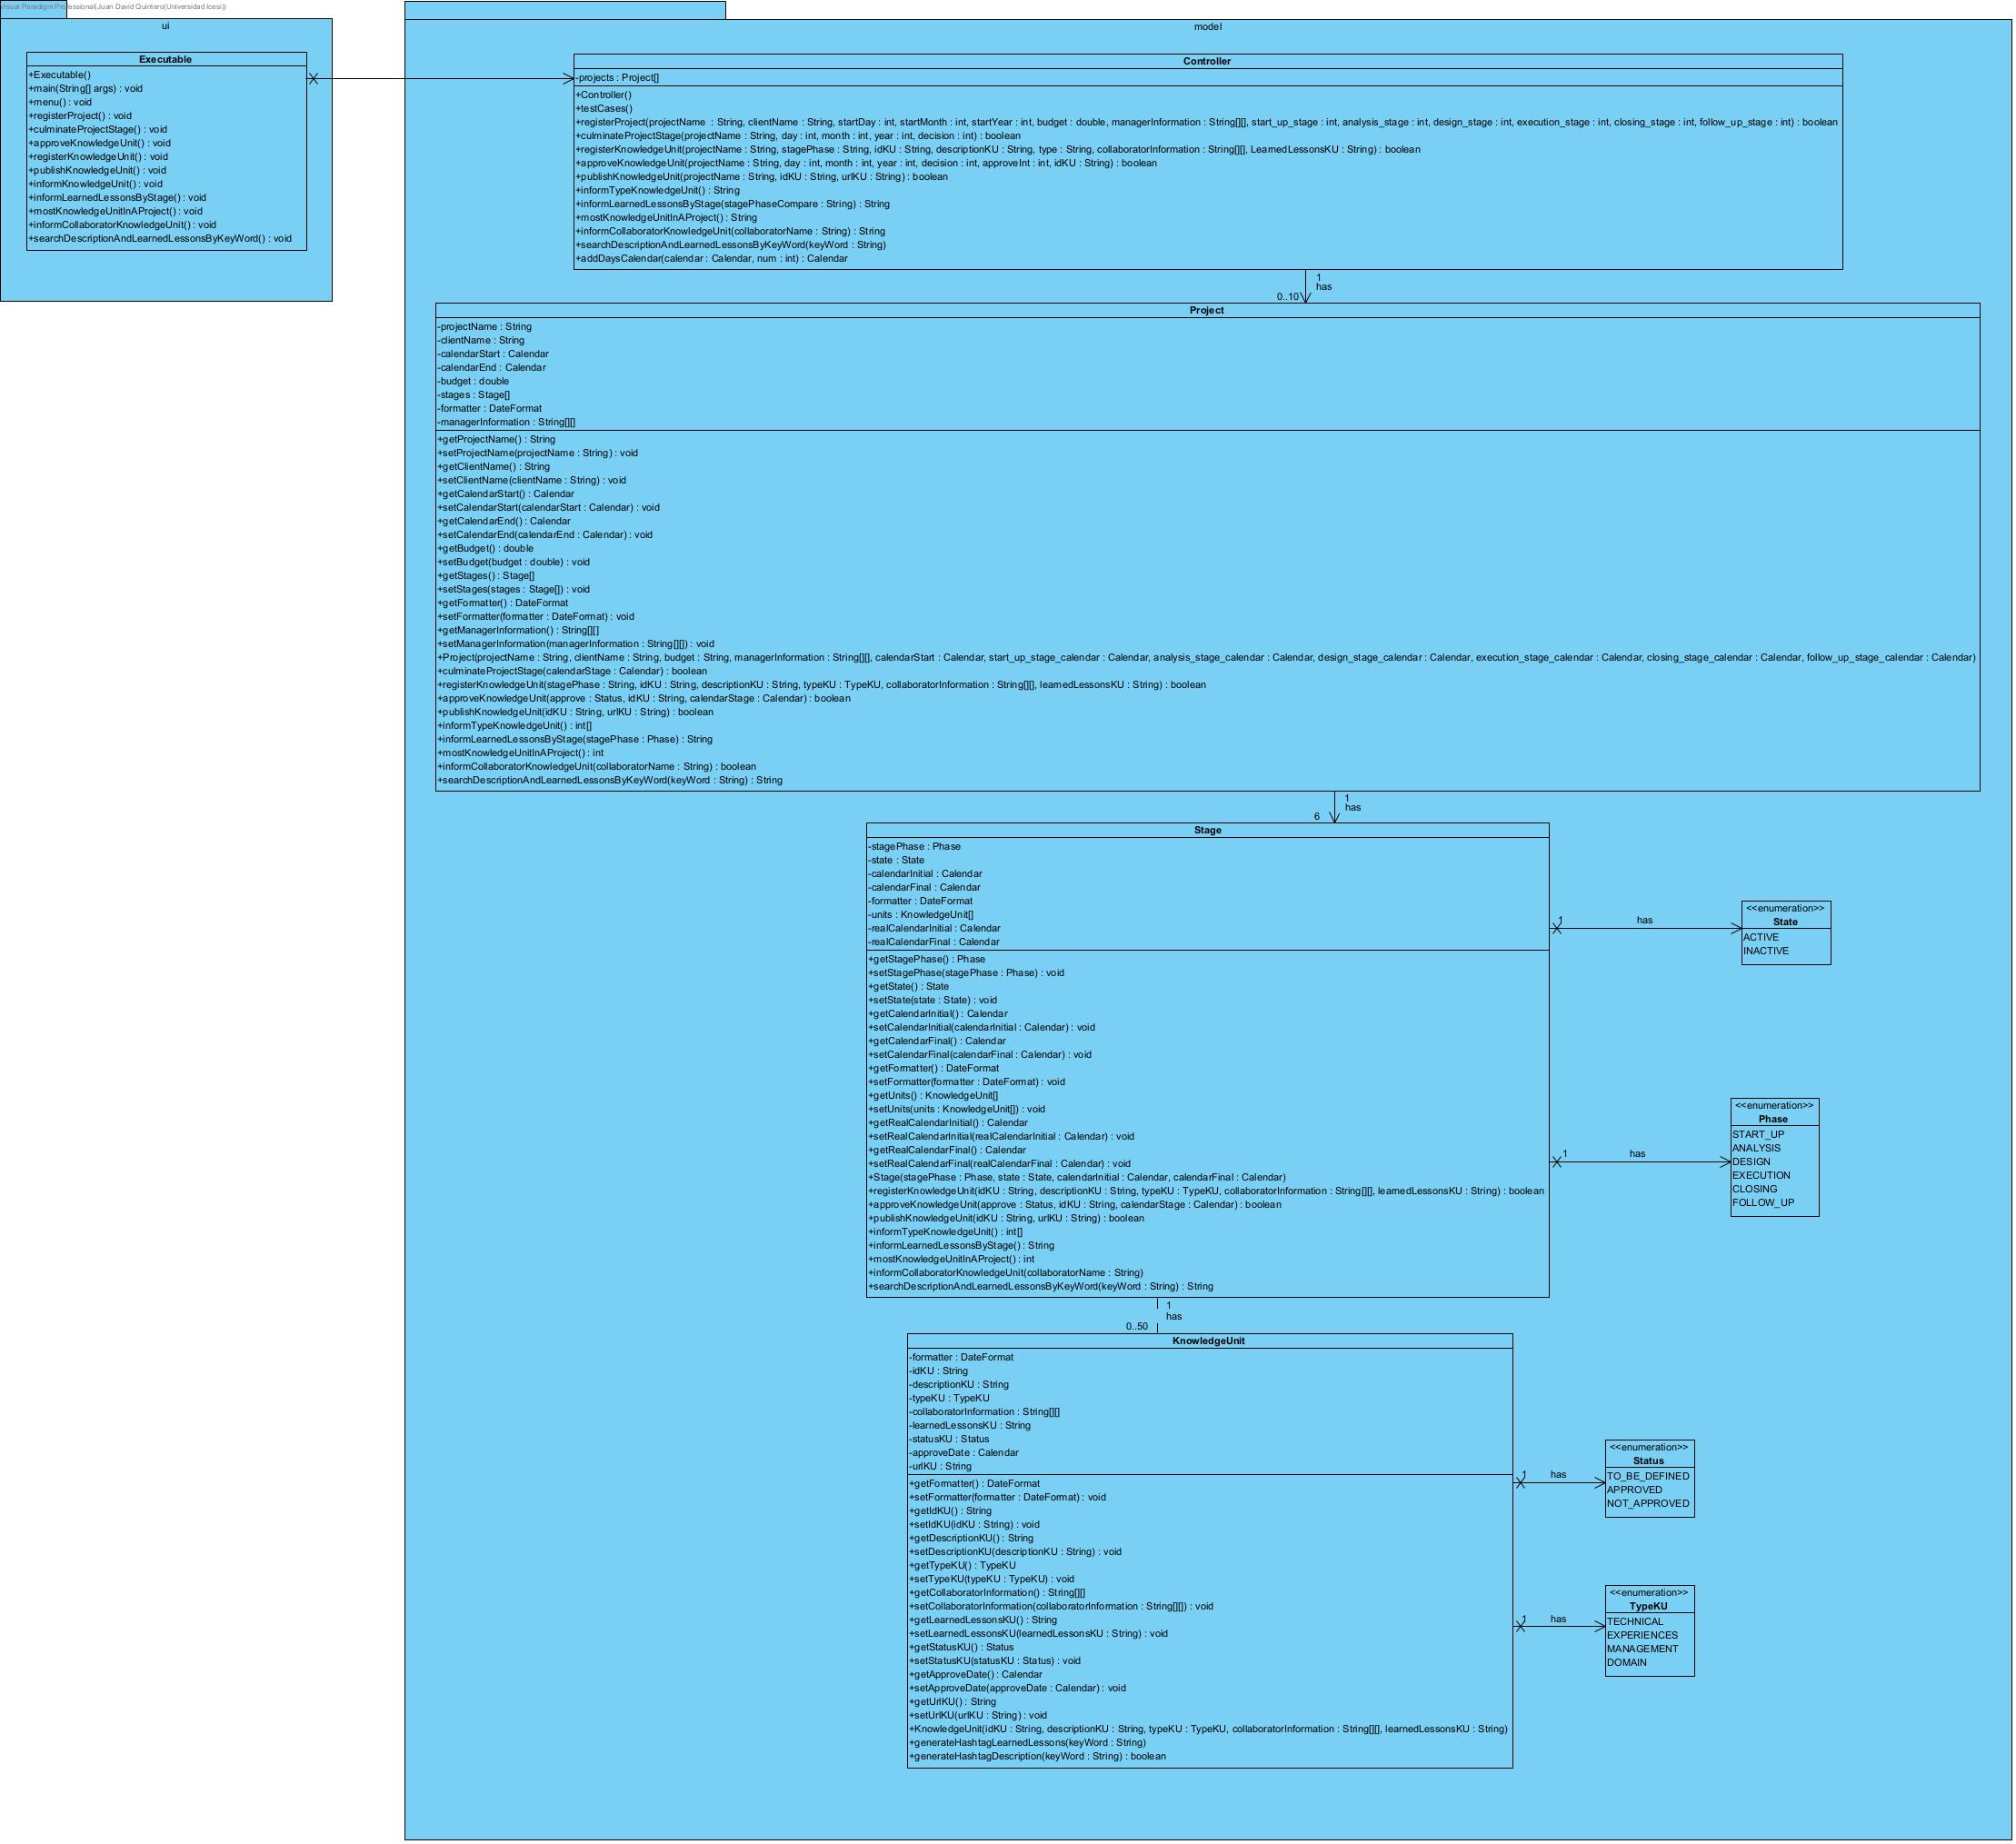 Visual Paradigm Professional(Juan David Quintero(Universidad Icesi))
ui
Executable
+Executable()
+main(String[] args) : void
+menu() : void
+registerProject() : void
+culminateProjectStage() : void
+approveKnowledgeUnit() : void
+registerKnowledgeUnit() : void
+publishKnowledgeUnit() : void
+informKnowledgeUnit() : void
+informLearnedLessonsByStage() : void
+mostKnowledgeUnitInAProject() : void
+informCollaboratorKnowledgeUnit() : void
+searchDescriptionAndLearnedLessonsByKeyWord() : void
model
Controller
-projects : Project[]
+Controller()
+testCases()
+registerProject(projectName : String, clientName : String, startDay : int, startMonth : int, startYear : int, budget : double, managerInformation : String[][], start_up_stage : int, analysis_stage : int, design_stage : int, execution_stage : int, closing_stage : int, follow_up_stage : int) : boolean
+culminateProjectStage(projectName : String, day : int, month : int, year : int, decision : int) : boolean
+registerKnowledgeUnit(projectName : String, stagePhase : String, idKU : String, descriptionKU : String, type : String, collaboratorInformation : String[][], LearnedLessonsKU : String) : boolean
+approveKnowledgeUnit(projectName : String, day : int, month : int, year : int, decision : int, approveInt : int, idKU : String) : boolean
+publishKnowledgeUnit(projectName : String, idKU : String, urlKU : String) : boolean
+informTypeKnowledgeUnit() : String
+informLearnedLessonsByStage(stagePhaseCompare : String) : String
+mostKnowledgeUnitInAProject() : String
+informCollaboratorKnowledgeUnit(collaboratorName : String) : String
+searchDescriptionAndLearnedLessonsByKeyWord(keyWord : String)
+addDaysCalendar(calendar : Calendar, num : int) : Calendar
1
has
0..10
Project
-projectName : String
-clientName : String
-calendarStart : Calendar
-calendarEnd : Calendar
-budget : double
-stages : Stage[]
-formatter : DateFormat
-managerInformation : String[][]
+getProjectName() : String
+setProjectName(projectName : String) : void
+getClientName() : String
+setClientName(clientName : String) : void
+getCalendarStart() : Calendar
+setCalendarStart(calendarStart : Calendar) : void
+getCalendarEnd() : Calendar
+setCalendarEnd(calendarEnd : Calendar) : void
+getBudget() : double
+setBudget(budget : double) : void
+getStages() : Stage[]
+setStages(stages : Stage[]) : void
+getFormatter() : DateFormat
+setFormatter(formatter : DateFormat) : void
+getManagerInformation() : String[][]
+setManagerInformation(managerInformation : String[][]) : void
+Project(projectName : String, clientName : String, budget : String, managerInformation : String[][], calendarStart : Calendar, start_up_stage_calendar : Calendar, analysis_stage_calendar : Calendar, design_stage_calendar : Calendar, execution_stage_calendar : Calendar, closing_stage_calendar : Calendar, follow_up_stage_calendar : Calendar)
+culminateProjectStage(calendarStage : Calendar) : boolean
+registerKnowledgeUnit(stagePhase : String, idKU : String, descriptionKU : String, typeKU : TypeKU, collaboratorInformation : String[][], learnedLessonsKU : String) : boolean
+approveKnowledgeUnit(approve : Status, idKU : String, calendarStage : Calendar) : boolean
+publishKnowledgeUnit(idKU : String, urlKU : String) : boolean
+informTypeKnowledgeUnit() : int[]
+informLearnedLessonsByStage(stagePhase : Phase) : String
+mostKnowledgeUnitInAProject() : int
+informCollaboratorKnowledgeUnit(collaboratorName : String) : boolean
+searchDescriptionAndLearnedLessonsByKeyWord(keyWord : String) : String
1
has
6
Stage
-stagePhase : Phase
-state : State
-calendarInitial : Calendar
-calendarFinal : Calendar
-formatter : DateFormat
-units : KnowledgeUnit[]
-realCalendarInitial : Calendar
-realCalendarFinal : Calendar
+getStagePhase() : Phase
+setStagePhase(stagePhase : Phase) : void
+getState() : State
+setState(state : State) : void
+getCalendarInitial() : Calendar
+setCalendarInitial(calendarInitial : Calendar) : void
+getCalendarFinal() : Calendar
+setCalendarFinal(calendarFinal : Calendar) : void
+getFormatter() : DateFormat
+setFormatter(formatter : DateFormat) : void
+getUnits() : KnowledgeUnit[]
+setUnits(units : KnowledgeUnit[]) : void
+getRealCalendarInitial() : Calendar
+setRealCalendarInitial(realCalendarInitial : Calendar) : void
+getRealCalendarFinal() : Calendar
+setRealCalendarFinal(realCalendarFinal : Calendar) : void
+Stage(stagePhase : Phase, state : State, calendarInitial : Calendar, calendarFinal : Calendar)
+registerKnowledgeUnit(idKU : String, descriptionKU : String, typeKU : TypeKU, collaboratorInformation : String[][], learnedLessonsKU : String) : boolean
+approveKnowledgeUnit(approve : Status, idKU : String, calendarStage : Calendar) : boolean
+publishKnowledgeUnit(idKU : String, urlKU : String) : boolean
+informTypeKnowledgeUnit() : int[]
+informLearnedLessonsByStage() : String
+mostKnowledgeUnitInAProject() : int
+informCollaboratorKnowledgeUnit(collaboratorName : String)
+searchDescriptionAndLearnedLessonsByKeyWord(keyWord : String) : String
1
has
<<enumeration>>
State
ACTIVE
INACTIVE
1
has
<<enumeration>>
Phase
START_UP
ANALYSIS
DESIGN
EXECUTION
CLOSING
FOLLOW_UP
1
has
0..50
KnowledgeUnit
-formatter : DateFormat
-idKU : String
-descriptionKU : String
-typeKU : TypeKU
-collaboratorInformation : String[][]
-learnedLessonsKU : String
-statusKU : Status
-approveDate : Calendar
-urlKU : String
+getFormatter() : DateFormat
+setFormatter(formatter : DateFormat) : void
+getIdKU() : String
+setIdKU(idKU : String) : void
+getDescriptionKU() : String
+setDescriptionKU(descriptionKU : String) : void
+getTypeKU() : TypeKU
+setTypeKU(typeKU : TypeKU) : void
+getCollaboratorInformation() : String[][]
+setCollaboratorInformation(collaboratorInformation : String[][]) : void
+getLearnedLessonsKU() : String
+setLearnedLessonsKU(learnedLessonsKU : String) : void
+getStatusKU() : Status
+setStatusKU(statusKU : Status) : void
+getApproveDate() : Calendar
+setApproveDate(approveDate : Calendar) : void
+getUrlKU() : String
+setUrlKU(urlKU : String) : void
+KnowledgeUnit(idKU : String, descriptionKU : String, typeKU : TypeKU, collaboratorInformation : String[][], learnedLessonsKU : String)
+generateHashtagLearnedLessons(keyWord : String)
+generateHashtagDescription(keyWord : String) : boolean
1
has
<<enumeration>>
Status
TO_BE_DEFINED
APPROVED
NOT_APPROVED
1
has
<<enumeration>>
TypeKU
TECHNICAL
EXPERIENCES
MANAGEMENT
DOMAIN